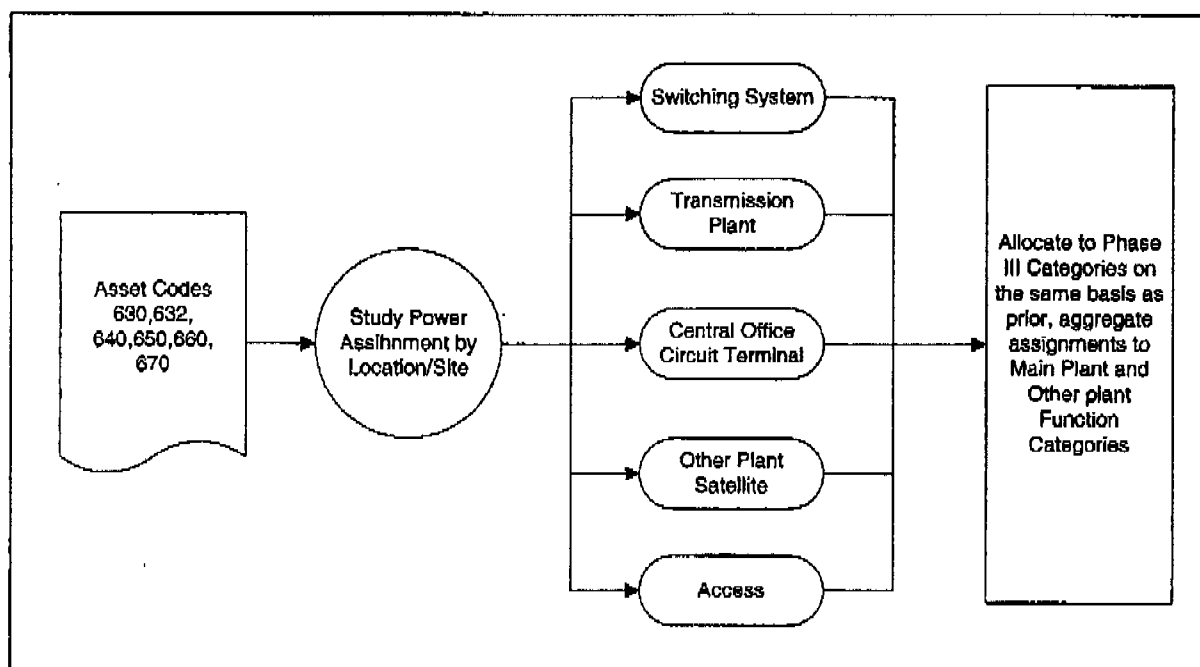 Asset Codes
630,632,
640,650,660,
670
Study Power
Assihnment by
Location/Site
Switching System
Transmission
Plant
Central Office
Circuit Terminal
Other Plant
Satellite
Access
Allocate to Phase
III Categories on
the same basis as
prior, aggregate
assignments to
Main Plant and
Other plant
Function
Categories